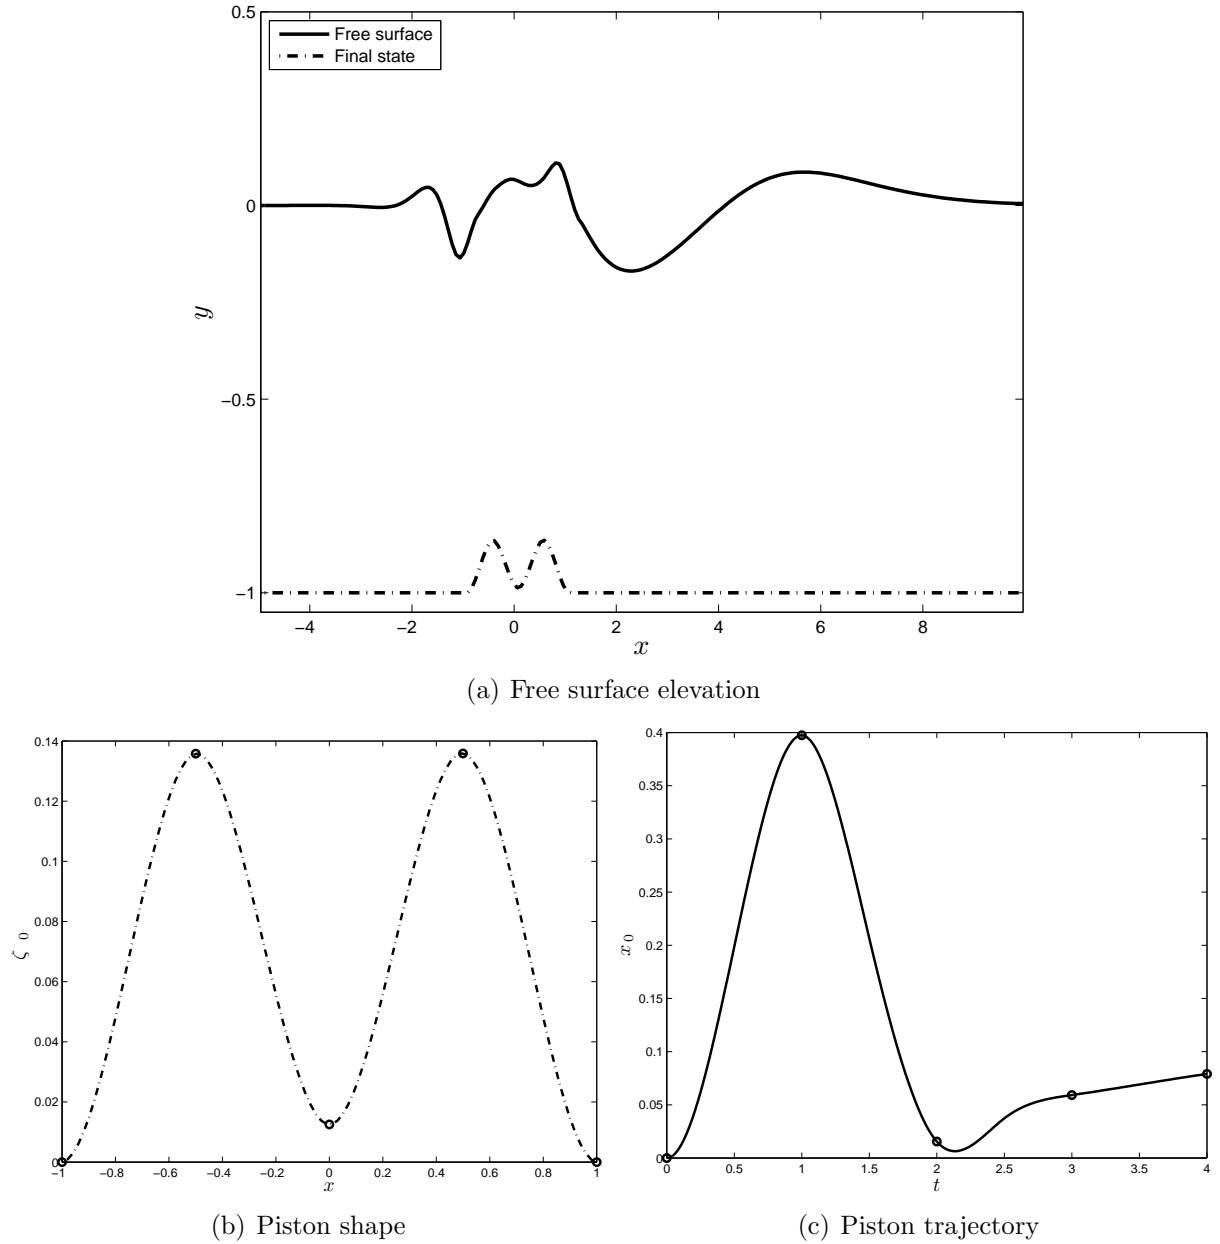 0.5
Free surface
Final state
0
y
−0.5
−1
−4 −2 0 2 4 6 8
x
(a) Free surface elevation
0.14
0.12
0.1
0.08
ζ 0
0.06
0.04
0.02
0
−1 −0.8 −0.6 −0.4 −0.2 0 0.2 0.4 0.6 0.8 1
x
(b) Piston shape
0.4
0.35
0.3
0.25
x 0
0.2
0.15
0.1
0.05
0
0 0.5 1 1.5 2 2.5 3 3.5 4
t
(c) Piston trajectory